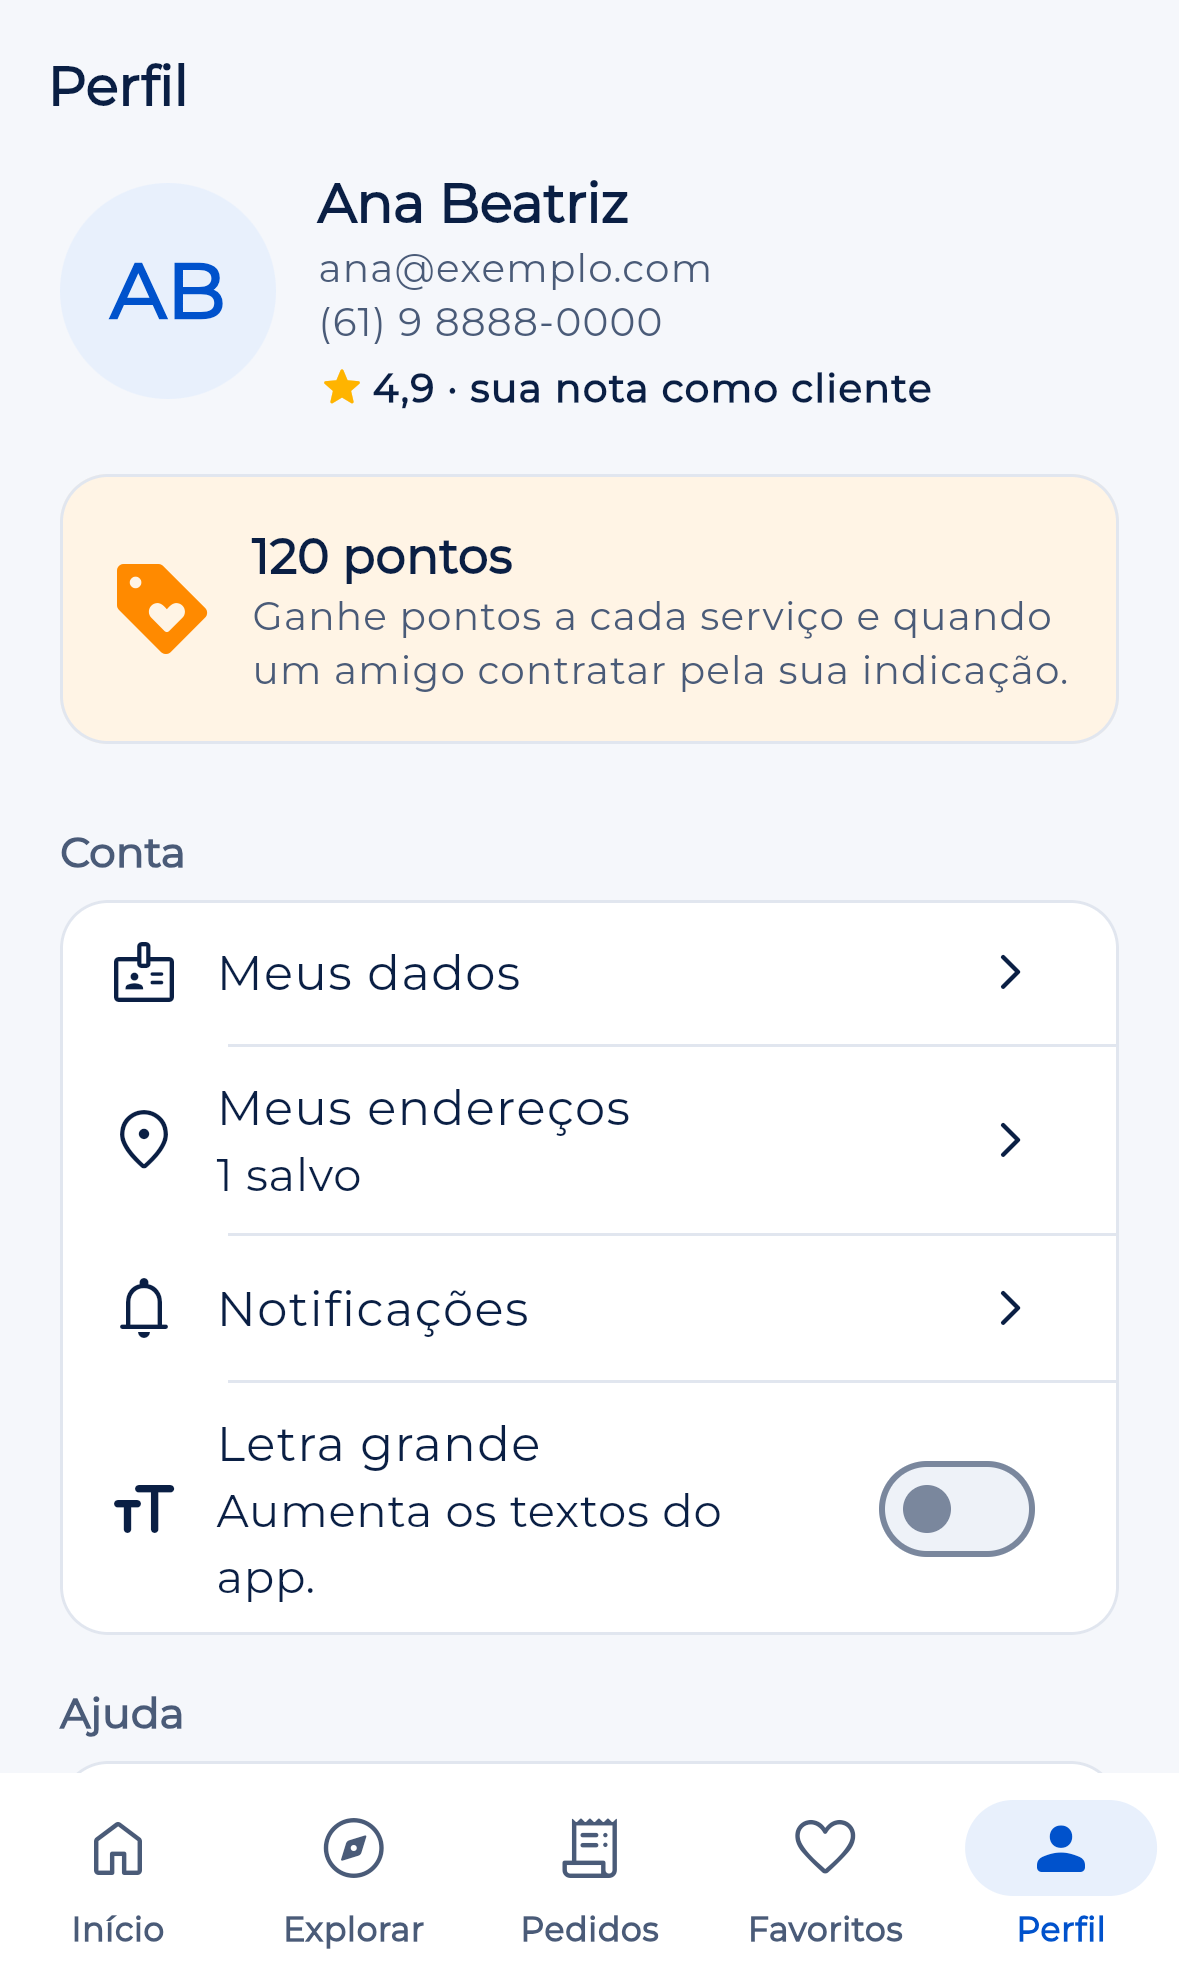 Perfil
AB
Ana Beatriz
ana@exemplo.com
(61) 9 8888-0000
4,9 · sua nota como cliente
120 pontos
Ganhe pontos a cada serviço e quando
um amigo contratar pela sua indicação.
Conta
Meus dados
Meus endereços
1 salvo
Notificações
Letra grande
Aumenta os textos do
app.
Ajuda
Início
Explorar
Pedidos
Favoritos
Perfil